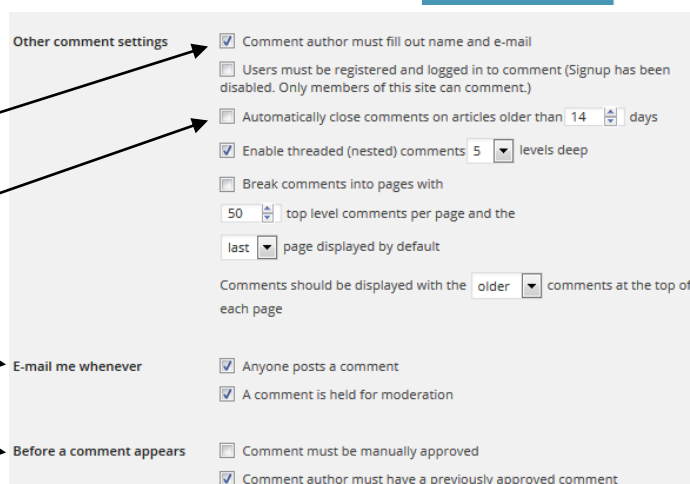 Other comment settings Comment author must fill out name and e-mail
Users must be registered and logged in to comment (Signup has been
disabled. Only members of this site can comment.)
Automatically close comments on articles older than 14 days
Enable threaded (nested) comments 5 levels deep
Break comments into pages with
50 top level comments per page and the
last page displayed by default
Comments should be displayed with the older comments at the top of
each page
E-mail me whenever Anyone posts a comment
A comment is held for moderation
Before a comment appears Comment must be manually approved
Comment author must have a previously approved comment